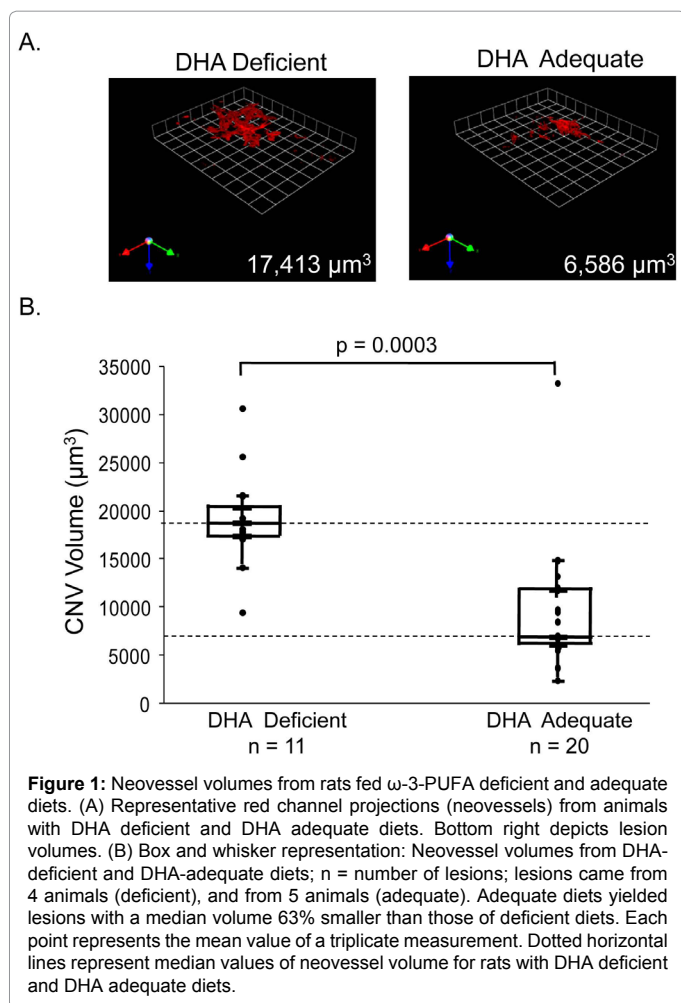 A.
DHA Deficient
DHA Adequate
17,413 µm³
6,586 µm³
B.
p = 0.0003
CNV Volume (µm³)
35000
30000
25000
20000
15000
10000
5000
0
DHA Deficient
n = 11
DHA Adequate
n = 20
Figure 1: Neovessel volumes from rats fed ω-3-PUFA deficient and adequate
diets. (A) Representative red channel projections (neovessels) from animals
with DHA deficient and DHA adequate diets. Bottom right depicts lesion
volumes. (B) Box and whisker representation: Neovessel volumes from DHA-
deficient and DHA-adequate diets; n = number of lesions; lesions came from
4 animals (deficient), and from 5 animals (adequate). Adequate diets yielded
lesions with a median volume 63% smaller than those of deficient diets. Each
point represents the mean value of a triplicate measurement. Dotted horizontal
lines represent median values of neovessel volume for rats with DHA deficient
and DHA adequate diets.